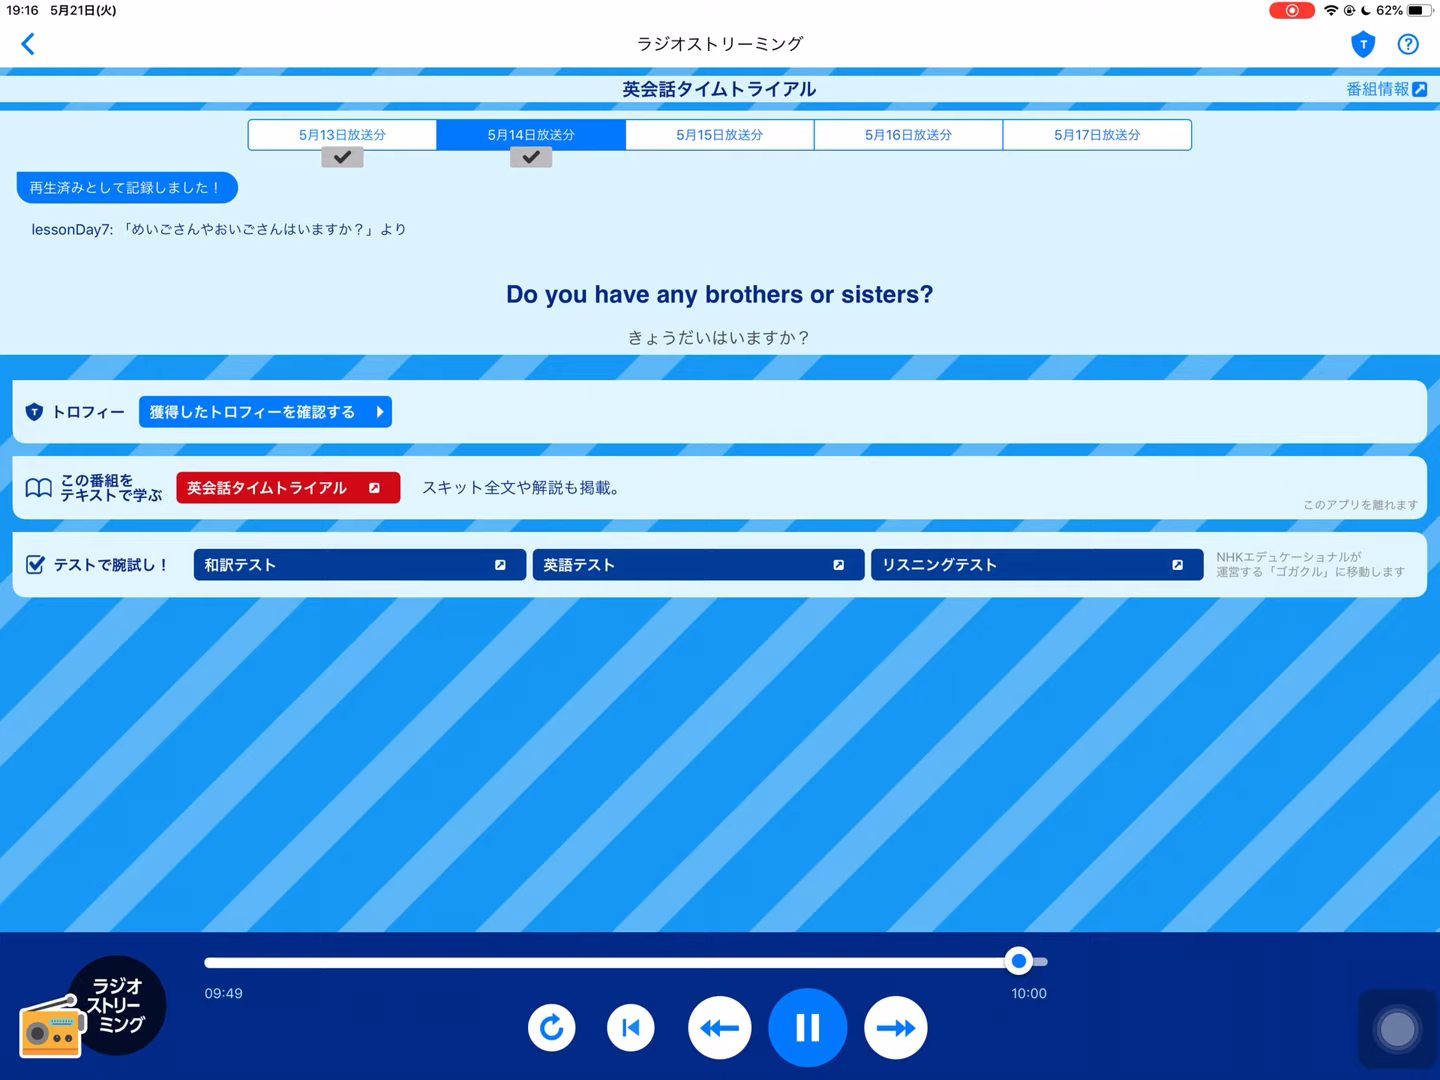 19:16 5月21日(火)
62%
ラジオストリーミング
T
?
英会話タイムトライアル
番組情報
5月13日放送分
5月14日放送分
5月15日放送分
5月16日放送分
5月17日放送分
再生済みとして記録しました！
lessonDay7: 「めいごさんやおいごさんはいますか？」より
Do you have any brothers or sisters?
きょうだいはいますか？
T
トロフィー
獲得したトロフィーを確認する
この番組を
テキストで学ぶ
英会話タイムトライアル
スキット全文や解説も掲載。
このアプリを離れます
テストで腕試し！
和訳テスト
英語テスト
リスニングテスト
NHKエデュケーショナルが
運営する「ゴガクル」に移動します
ラジオ
ストリー
ミング
09:49
10:00